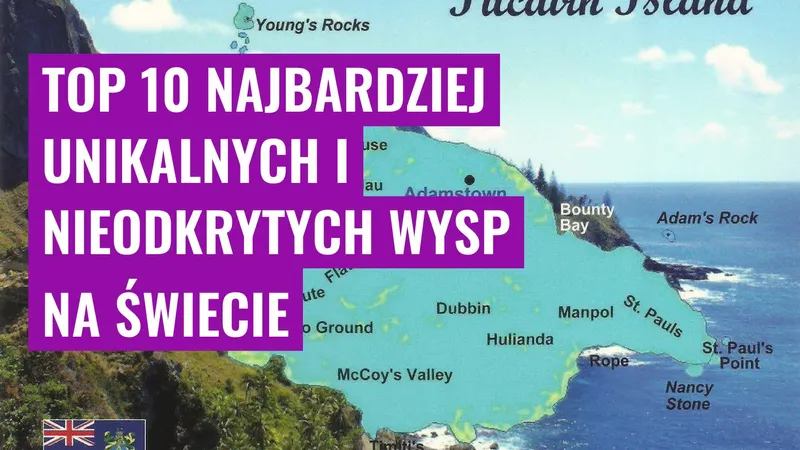 Pitcairn Island
Young's Rocks
TOP 10 NAJBARDZIEJ
UNIKALNYCH I
NIEODKRYTYCH WYSP
NA ŚWIECIE
Adamstown
Bounty
Bay
Adam's Rock
Dubbin
Manpol
St. Pauls
o Ground
Hulianda
St. Paul's
Point
Rope
McCoy's Valley
Nancy
Stone